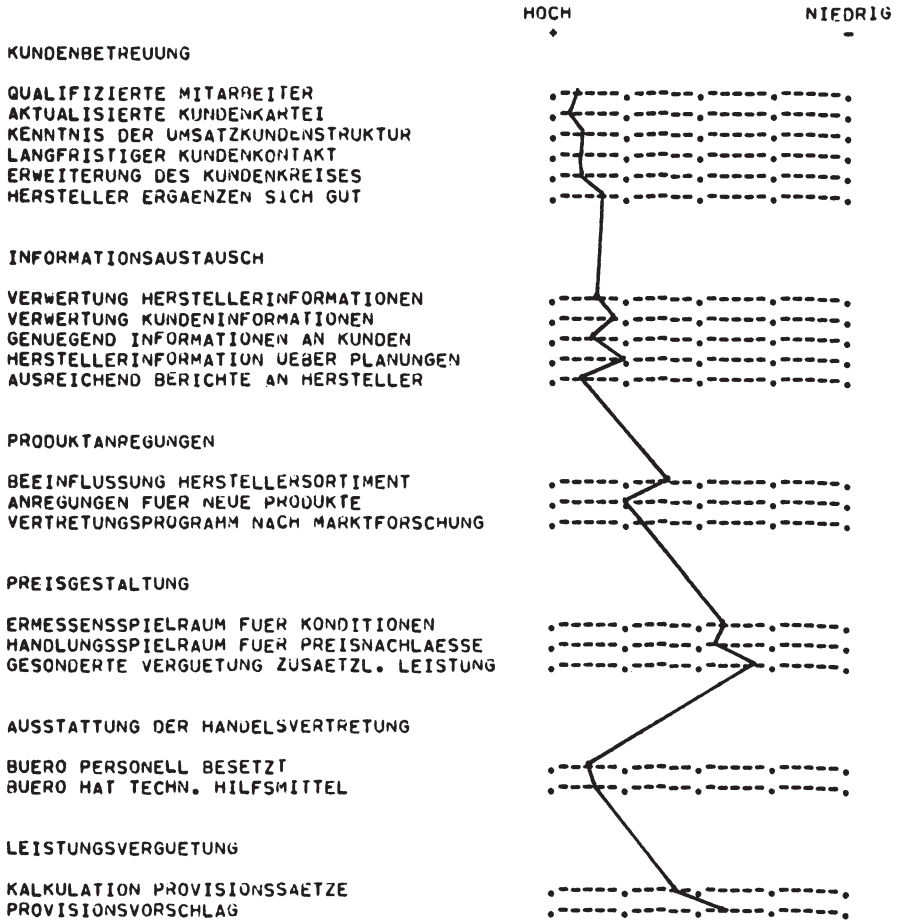 HOCH NIEDRIG
+ -
KUNDENBETREUUNG
QUALIFIZIERTE MITARBEITER
AKTUALISIERTE KUNDENKARTEI
KENNTNIS DER UMSATZKUNDENSTRUKTUR
LANGFRISTIGER KUNDENKONTAKT
ERWEITERUNG DES KUNDENKREISES
HERSTELLER ERGAENZEN SICH GUT
INFORMATIONSAUSTAUSCH
VERWERTUNG HERSTELLERINFORMATIONEN
VERWERTUNG KUNDENINFORMATIONEN
GENUEGEND INFORMATIONEN AN KUNDEN
HERSTELLERINFORMATION UEBER PLANUNGEN
AUSREICHEND BERICHTE AN HERSTELLER
PRODUKTANREGUNGEN
BEEINFLUSSUNG HERSTELLERSORTIMENT
ANREGUNGEN FUER NEUE PRODUKTE
VERTRETUNGSPROGRAMM NACH MARKTFORSCHUNG
PREISGESTALTUNG
ERMESSENSSPIELRAUM FUER KONDITIONEN
HANDLUNGSSPIELRAUM FUER PREISNACHLAESSE
GESONDERTE VERGUETUNG ZUSAETZL. LEISTUNG
AUSSTATTUNG DER HANDELSVERTRETUNG
BUERO PERSONELL BESETZT
BUERO HAT TECHN. HILFSMITTEL
LEISTUNGSVERGUETUNG
KALKULATION PROVISIONSSAETZE
PROVISIONSVORSCHLAG